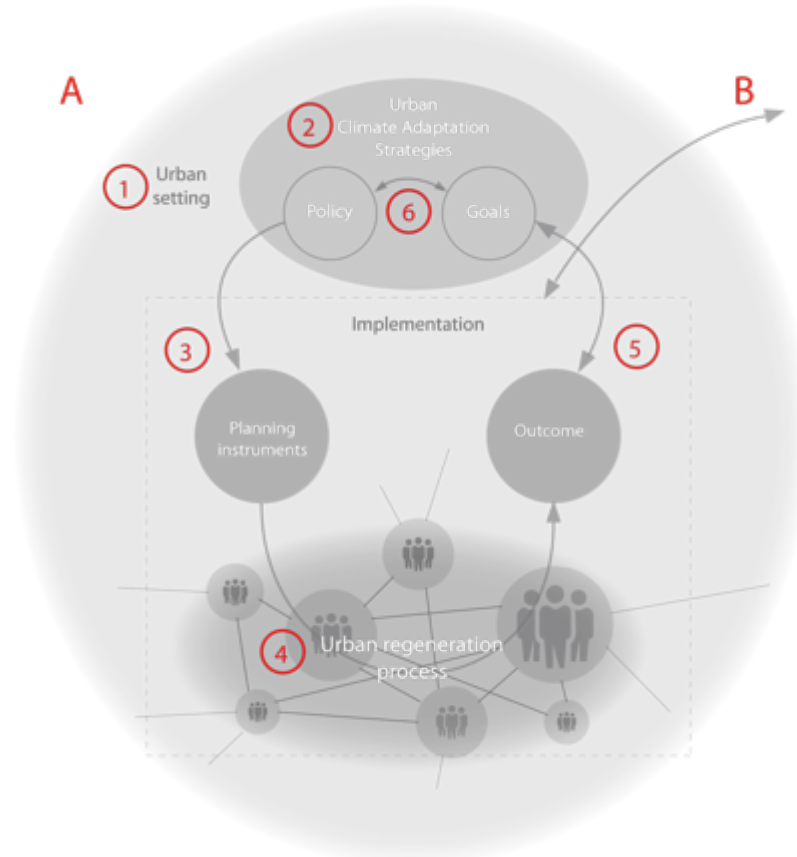 A
B
2
Urban
Climate Adaptation
Strategies
1
Urban
setting
Policy
6
Goals
Implementation
3
5
Planning
instruments
Outcome
4
Urban regeneration
process